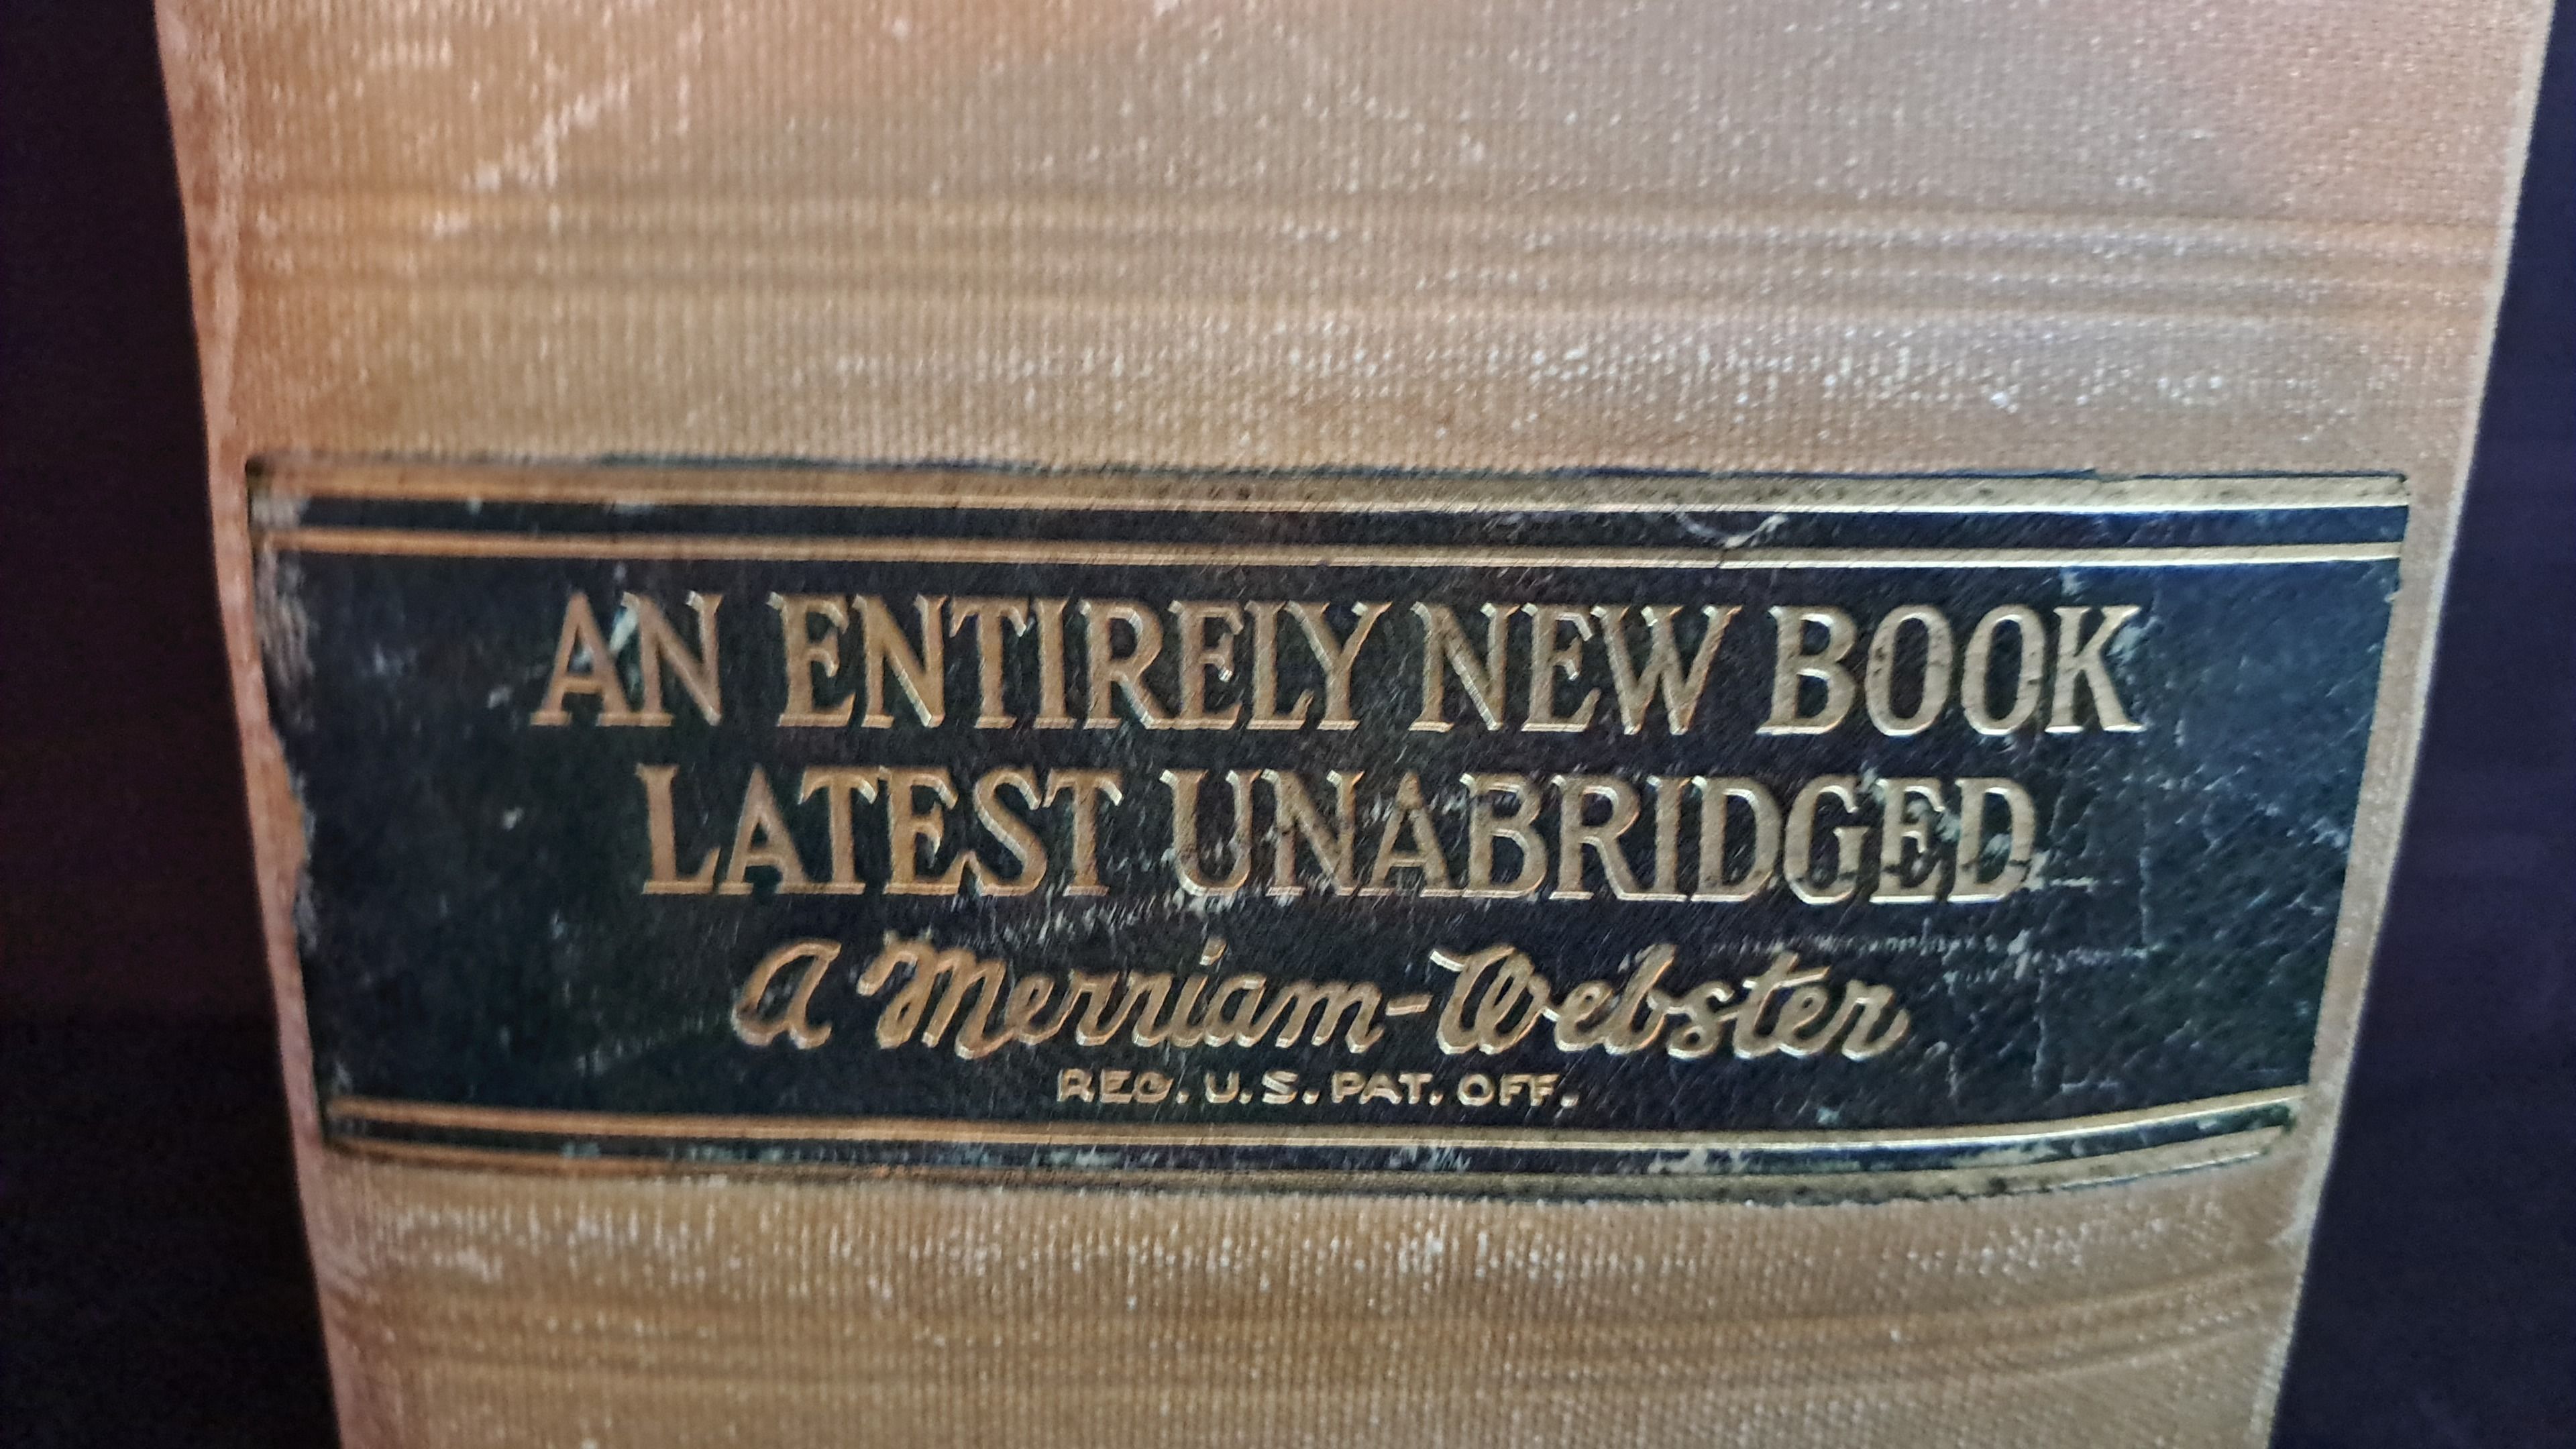 AN ENTIRELY NEW BOOK
LATEST UNABRIDGED
A Merriam-Webster
REG. U.S. PAT. OFF.